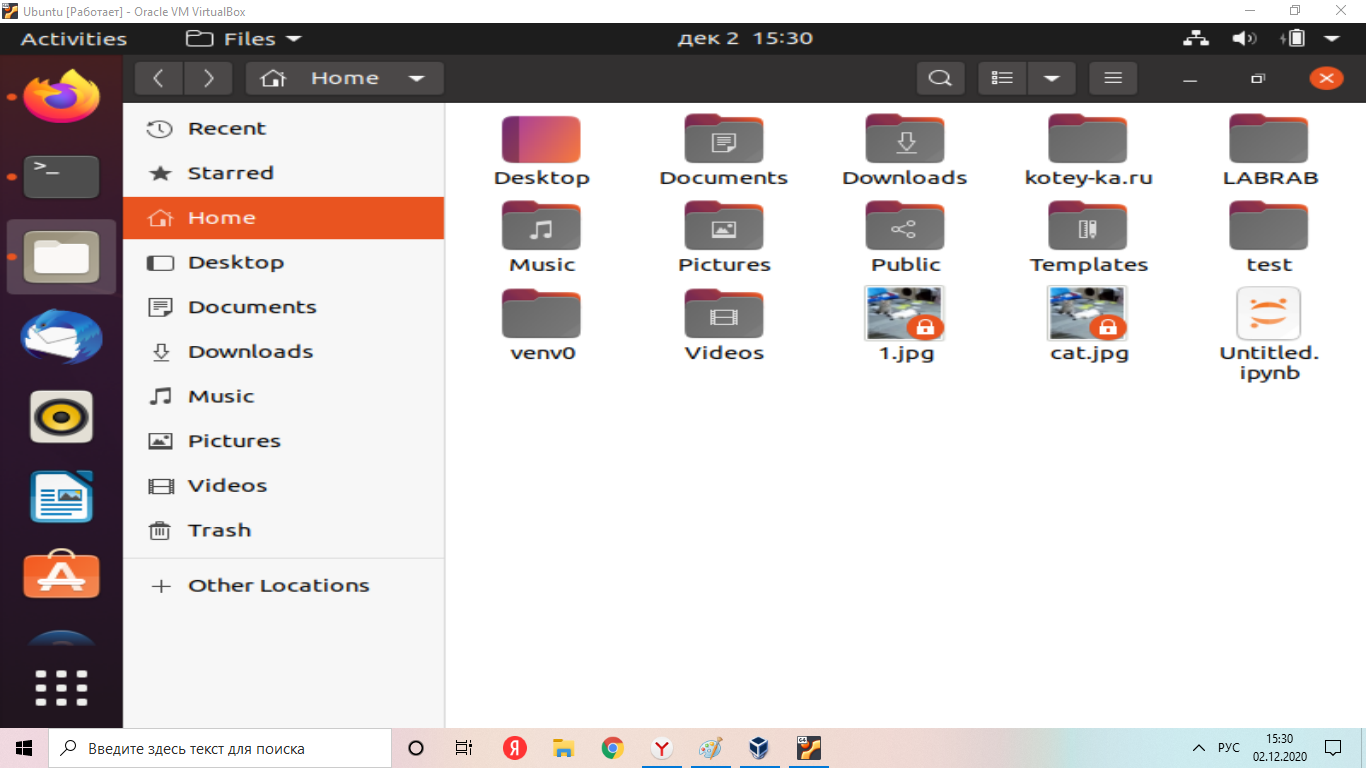 Ubuntu [Работает] - Oracle VM VirtualBox
Activities Files дек 2 15:30
Home
Recent
Starred
Home
Desktop
Documents
Downloads
Music
Pictures
Videos
Trash
Other Locations
Desktop Documents Downloads kotey-ka.ru LABRAB
Music Pictures Public Templates test
venv0 Videos 1.jpg cat.jpg Untitled.
ipynb
Введите здесь текст для поиска
Я
Y
64
РУС
15:30
02.12.2020